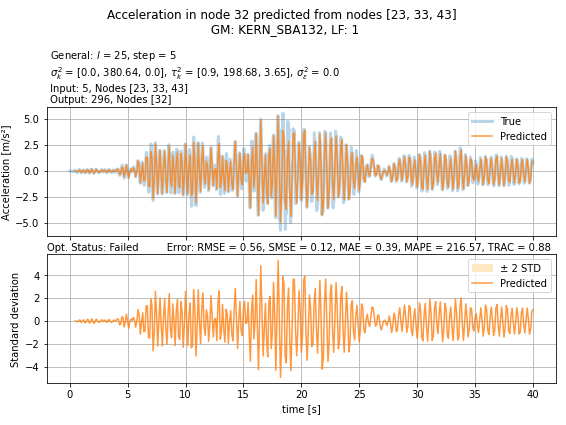 Acceleration in node 32 predicted from nodes [23, 33, 43]
GM: KERN_SBA132, LF: 1
General: l = 25, step = 5
σ²ₖ = [0.0, 380.64, 0.0], τ²ₖ = [0.9, 198.68, 3.65], σ²ₑ = 0.0
Input: 5, Nodes [23, 33, 43]
Output: 296, Nodes [32]
True
Predicted
5.0
2.5
0.0
−2.5
−5.0
Acceleration [m/s²]
Opt. Status: Failed Error: RMSE = 0.56, SMSE = 0.12, MAE = 0.39, MAPE = 216.57, TRAC = 0.88
± 2 STD
Predicted
4
2
0
−2
−4
Standard deviation
0 5 10 15 20 25 30 35 40
time [s]